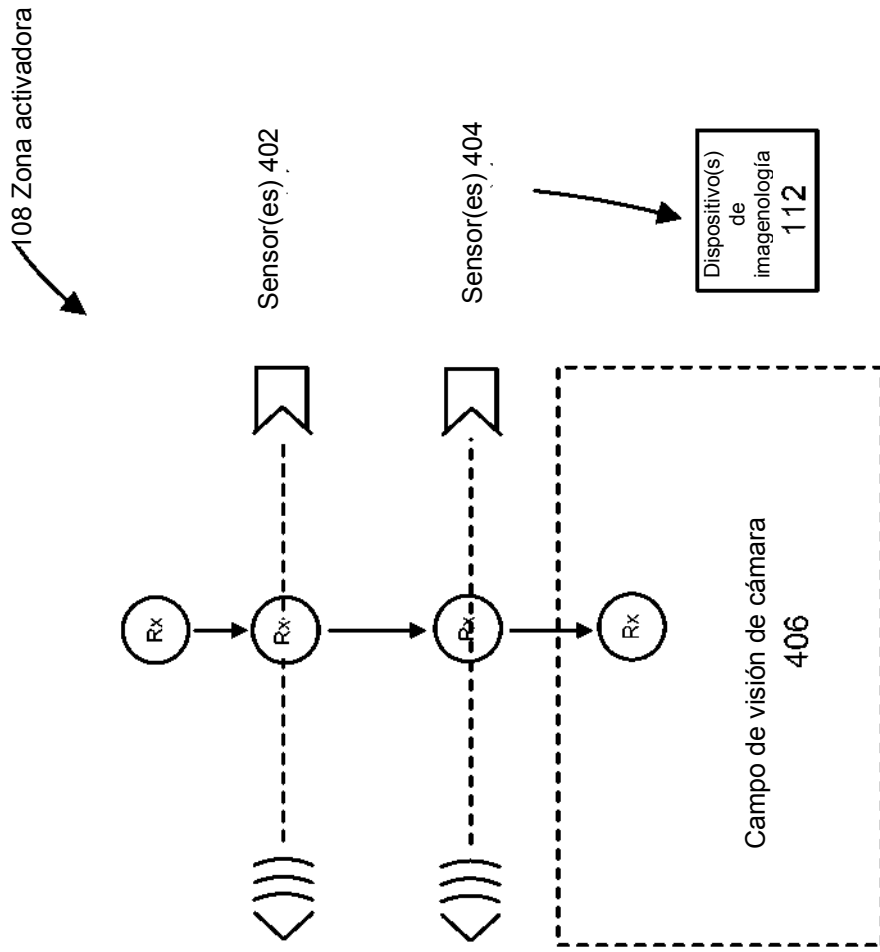 108 Zona activadora
Sensor(es) 402
Sensor(es) 404
Dispositivo(s)
de
imagenología
112
Rx
Rx
Rx
Rx
Campo de visión de cámara
406